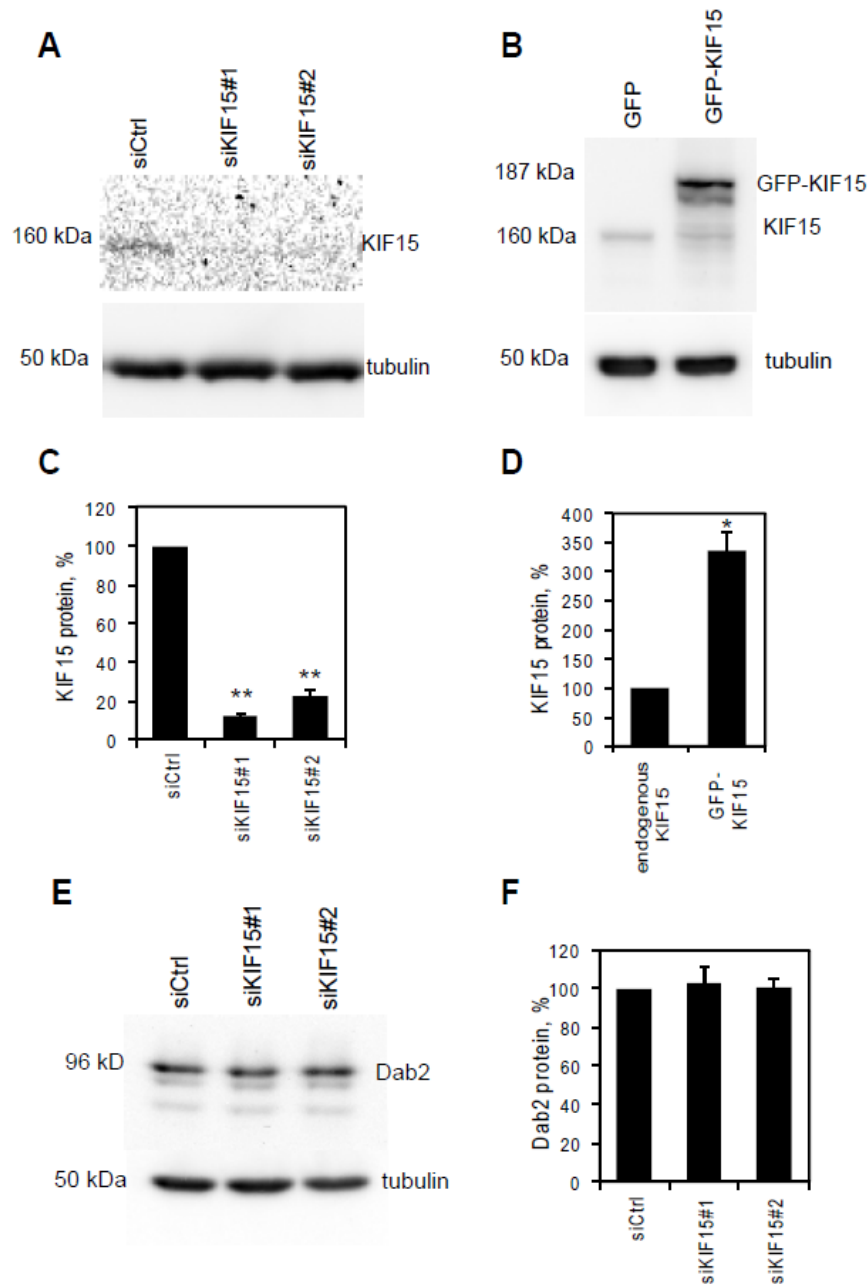 A
siCtrl
siKIF15#1
siKIF15#2
160 kDa
KIF15
50 kDa
tubulin
B
GFP
GFP-KIF15
187 kDa
GFP-KIF15
160 kDa
KIF15
50 kDa
tubulin
C
KIF15 protein, %
120
100
80
60
40
20
0
**
**
siCtrl
siKIF15#1
siKIF15#2
D
KIF15 protein, %
400
350
300
250
200
150
100
50
0
*
endogenous
KIF15
GFP-
KIF15
E
siCtrl
siKIF15#1
siKIF15#2
96 kD
Dab2
50 kDa
tubulin
F
Dab2 protein, %
120
100
80
60
40
20
0
siCtrl
siKIF15#1
siKIF15#2